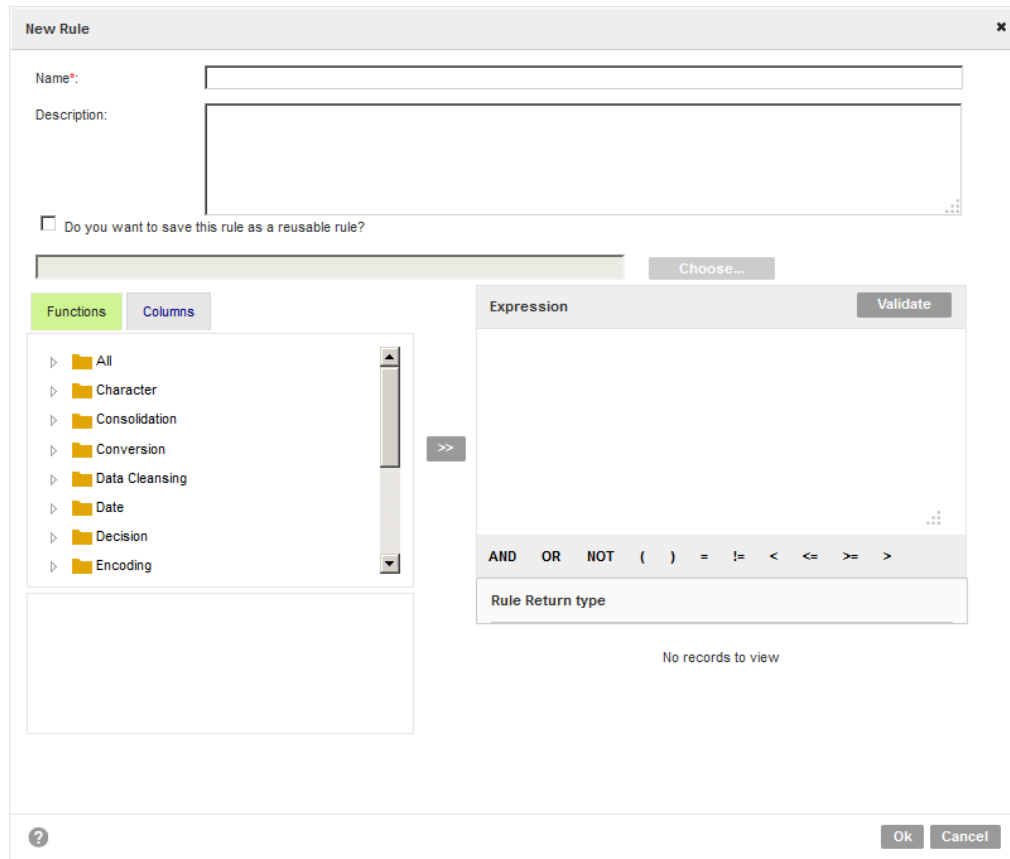 New Rule
Name*:
Description:
Do you want to save this rule as a reusable rule?
Choose...
Functions
Columns
All
Character
Consolidation
Conversion
Data Cleansing
Date
Decision
Encoding
>>
Expression
Validate
AND OR NOT ( ) = != < <= >= >
Rule Return type
No records to view
?
Ok
Cancel